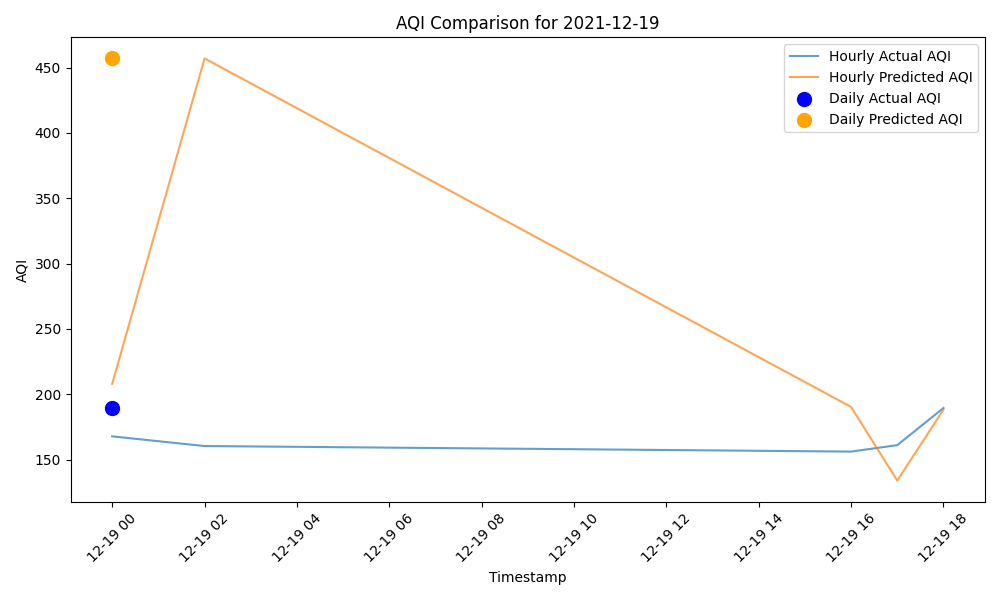 AQI Comparison for 2021-12-19
Hourly Actual AQI
Hourly Predicted AQI
Daily Actual AQI
Daily Predicted AQI
AQI
450
400
350
300
250
200
150
12-19 00
12-19 02
12-19 04
12-19 06
12-19 08
12-19 10
12-19 12
12-19 14
12-19 16
12-19 18
Timestamp